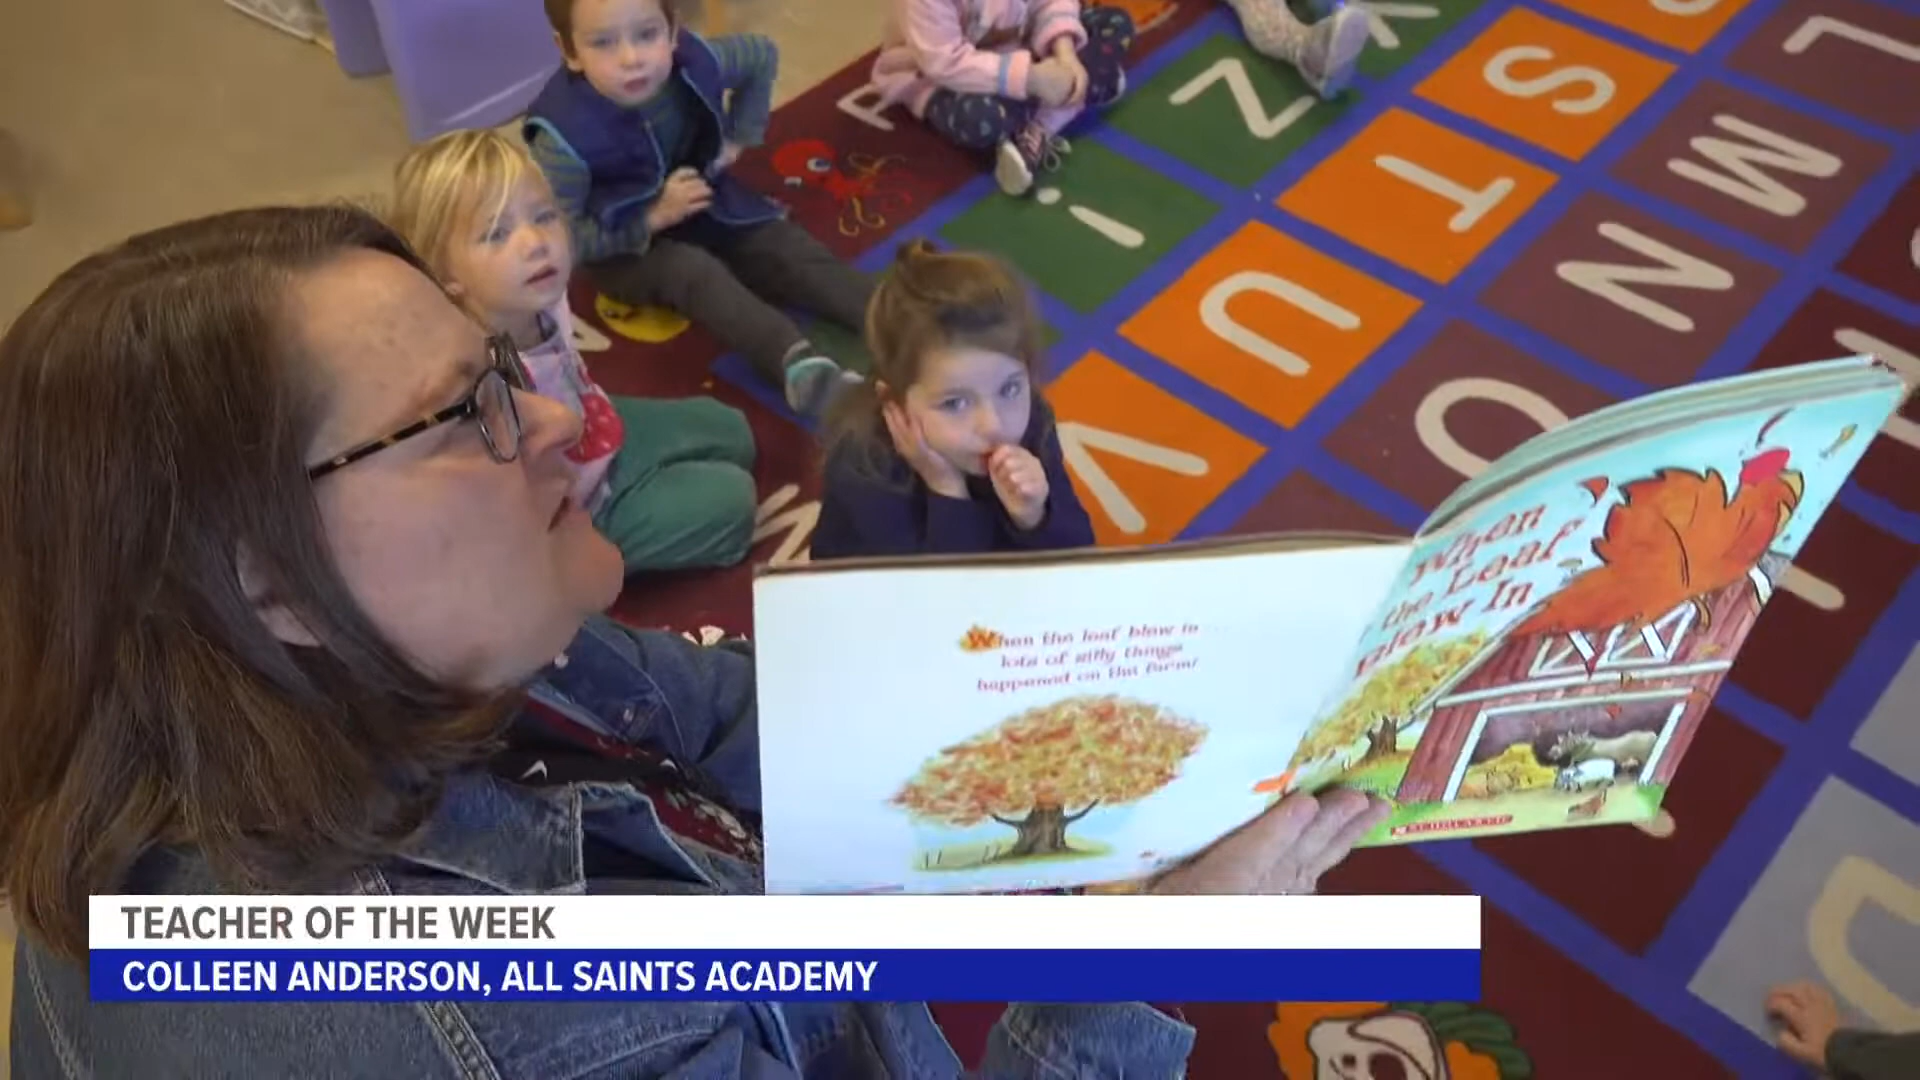 Z S L
! T M
U N
V O
When the leaf blew in
lots of silly things
happened on the farm!
When
the Leaf
Blew In
SCHOLASTIC
D
TEACHER OF THE WEEK
COLLEEN ANDERSON, ALL SAINTS ACADEMY